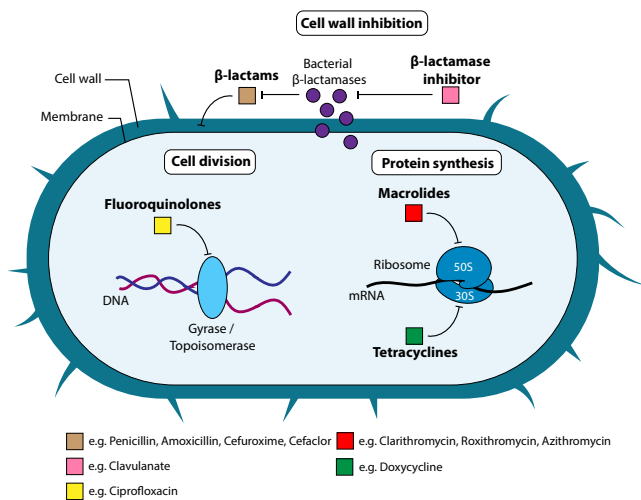 Cell wall inhibition
Cell wall
β-lactams
Bacterial
β-lactamases
β-lactamase
inhibitor
Membrane
Cell division
Protein synthesis
Fluoroquinolones
Macrolides
Ribosome
50S
DNA
mRNA
30S
Gyrase /
Topoisomerase
Tetracyclines
e.g. Penicillin, Amoxicillin, Cefuroxime, Cefaclor
e.g. Clarithromycin, Roxithromycin, Azithromycin
e.g. Clavulanate
e.g. Doxycycline
e.g. Ciprofloxacin